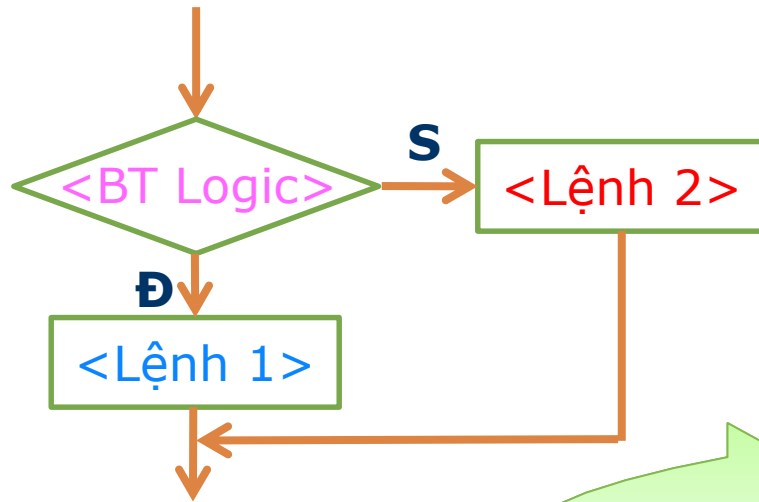 <BT Logic>
S
<Lệnh 2>
Đ
<Lệnh 1>